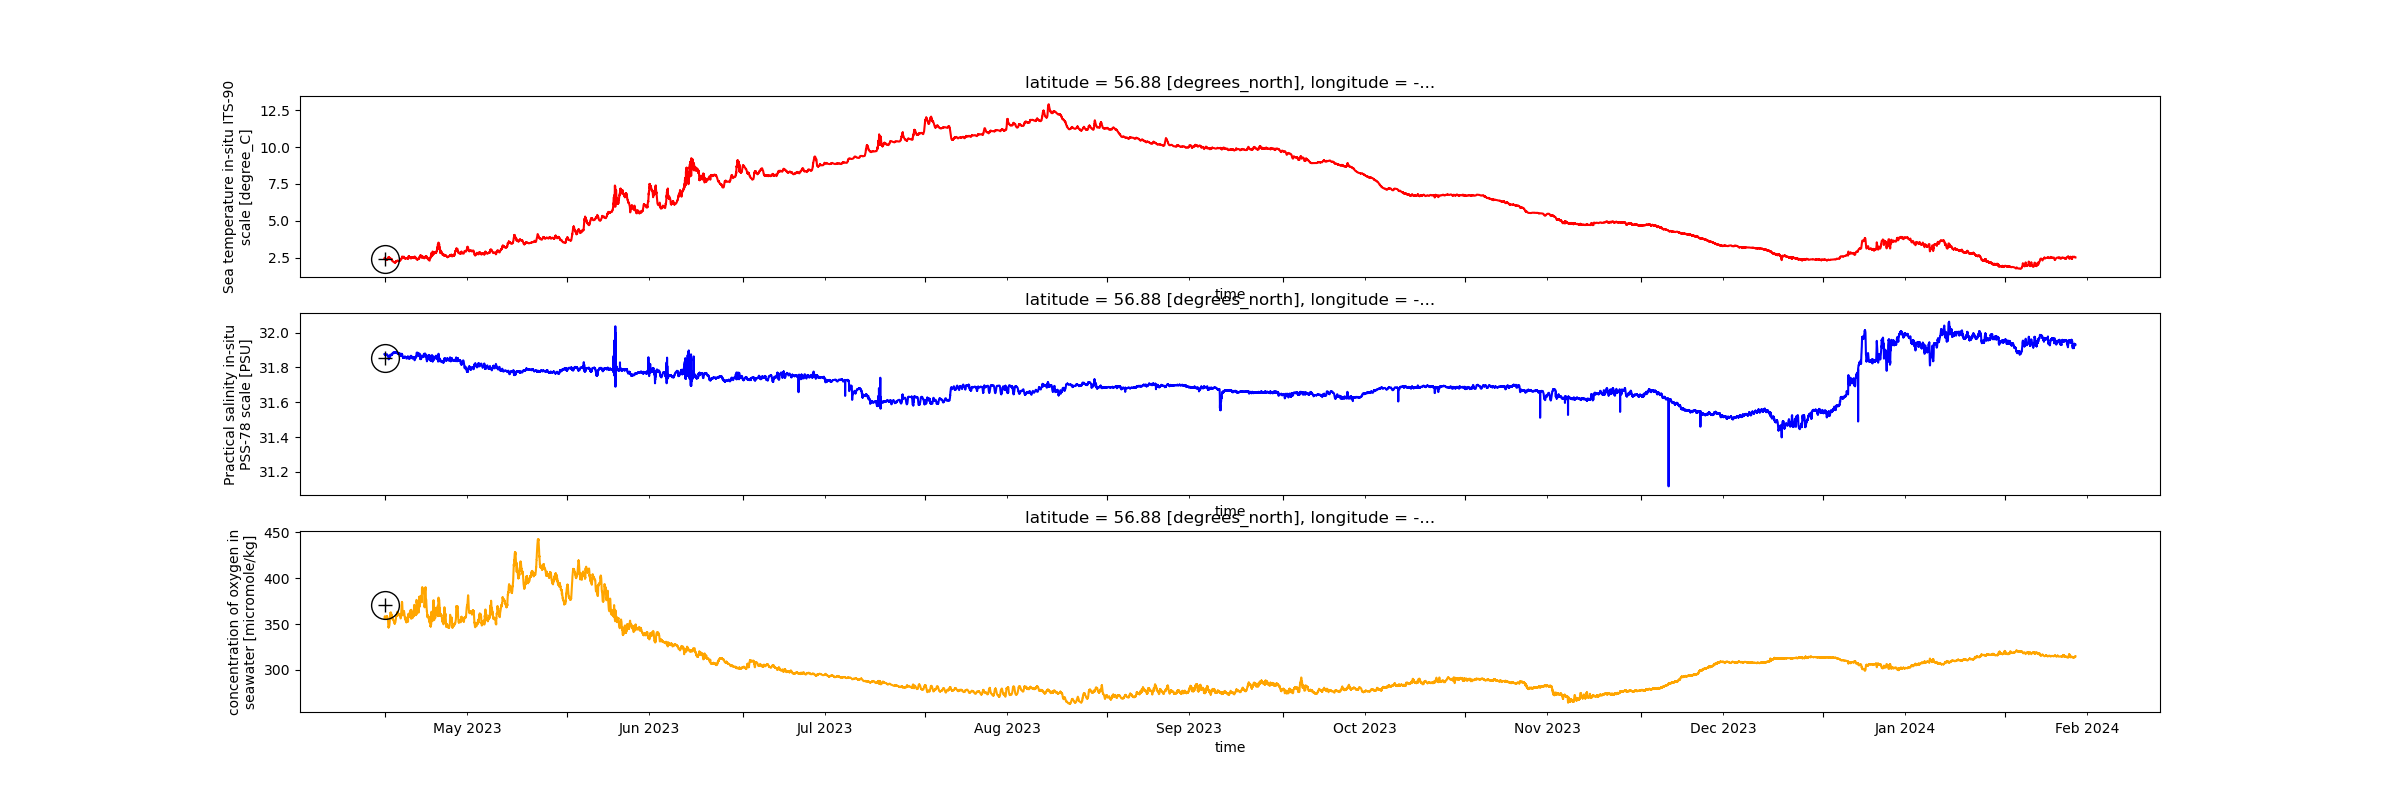 latitude = 56.88 [degrees_north], longitude = -...
Sea temperature in-situ ITS-90
scale [degree_C]
12.5
10.0
7.5
5.0
2.5
time
latitude = 56.88 [degrees_north], longitude = -...
Practical salinity in-situ
PSS-78 scale [PSU]
32.0
31.8
31.6
31.4
31.2
time
latitude = 56.88 [degrees_north], longitude = -...
concentration of oxygen in
seawater [micromole/kg]
450
400
350
300
May 2023 Jun 2023 Jul 2023 Aug 2023 Sep 2023 Oct 2023 Nov 2023 Dec 2023 Jan 2024 Feb 2024
time